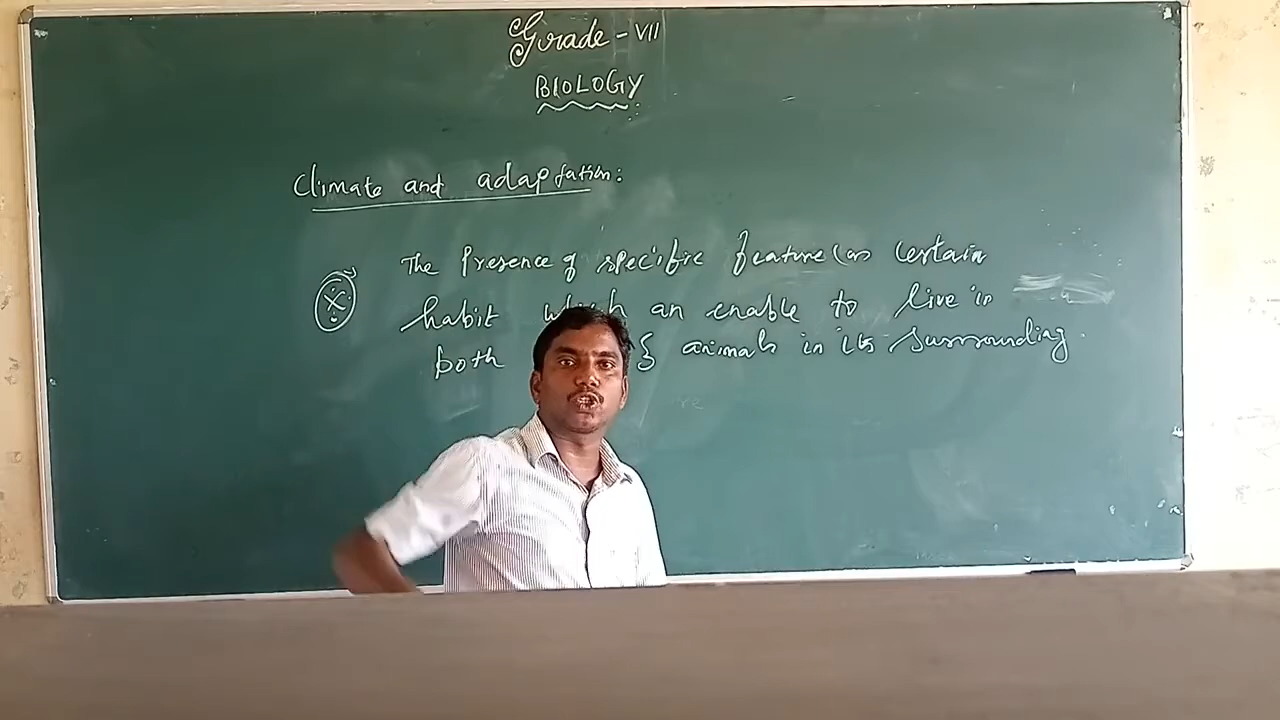 Grade - VII
BIOLOGY
Climate and adaptation:
The Presence of specific feature (or certain
habit which an enable to live in
both & animals in its surrounding.